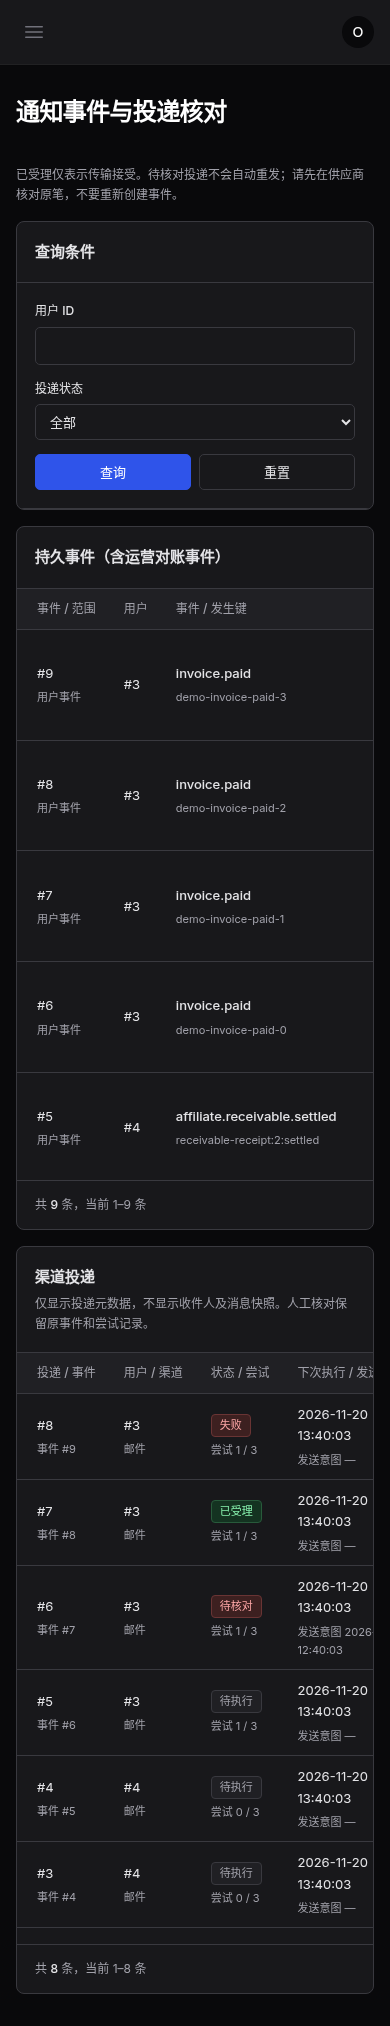 O
通知事件与投递核对
已受理仅表示传输接受。待核对投递不会自动重发；请先在供应商
核对原笔，不要重新创建事件。
查询条件
用户 ID
投递状态
全部
查询 重置
持久事件（含运营对账事件）
事件 / 范围 用户 事件 / 发生键
#9 #3 invoice.paid
用户事件 demo-invoice-paid-3
#8 #3 invoice.paid
用户事件 demo-invoice-paid-2
#7 #3 invoice.paid
用户事件 demo-invoice-paid-1
#6 #3 invoice.paid
用户事件 demo-invoice-paid-0
#5 #4 affiliate.receivable.settled
用户事件 receivable-receipt:2:settled
共 9 条，当前 1–9 条
渠道投递
仅显示投递元数据，不显示收件人及消息快照。人工核对保
留原事件和尝试记录。
投递 / 事件 用户 / 渠道 状态 / 尝试 下次执行 / 发
#8 #3 失败 2026-11-20 13:40:03
事件 #9 邮件 尝试 1 / 3 发送意图 —
#7 #3 已受理 2026-11-20 13:40:03
事件 #8 邮件 尝试 1 / 3 发送意图 —
#6 #3 待核对 2026-11-20 13:40:03
事件 #7 邮件 尝试 1 / 3 发送意图 2026 12:40:03
#5 #3 待执行 2026-11-20 13:40:03
事件 #6 邮件 尝试 1 / 3 发送意图 —
#4 #4 待执行 2026-11-20 13:40:03
事件 #5 邮件 尝试 0 / 3 发送意图 —
#3 #4 待执行 2026-11-20 13:40:03
事件 #4 邮件 尝试 0 / 3 发送意图 —
共 8 条，当前 1–8 条